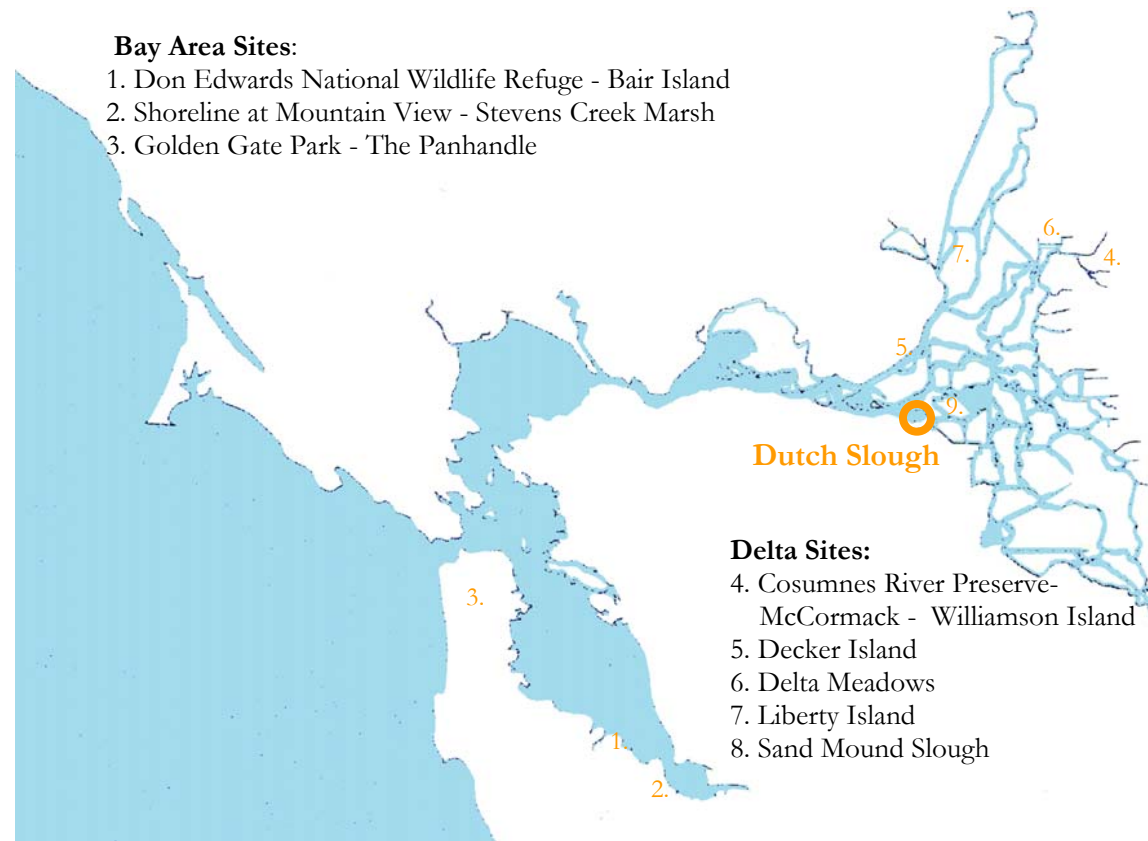 Bay Area Sites:
1. Don Edwards National Wildlife Refuge - Bair Island
2. Shoreline at Mountain View - Stevens Creek Marsh
3. Golden Gate Park - The Panhandle
6.
4.
7.
5.
9.
Dutch Slough
Delta Sites:
4. Cosumnes River Preserve-
McCormack - Williamson Island
5. Decker Island
6. Delta Meadows
7. Liberty Island
8. Sand Mound Slough
3.
1.
2.